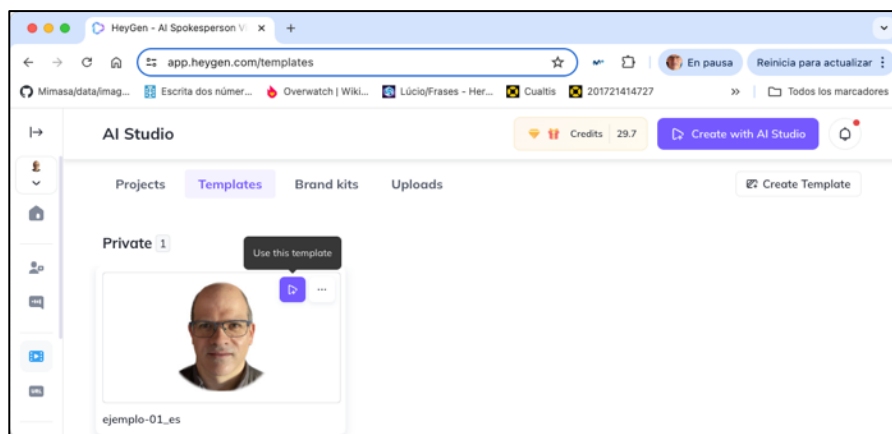 HeyGen - AI Spokesperson Vi
app.heygen.com/templates
En pausa
Reinicia para actualizar
Mimasa/data/imag...
Escrita dos númer...
Overwatch | Wiki...
Lúcio/Frases - Her...
Cualtis
201721414727
»
Todos los marcadores
AI Studio
Credits 29.7
Create with AI Studio
Projects
Templates
Brand kits
Uploads
Create Template
Private 1
Use this template
ejemplo-01_es